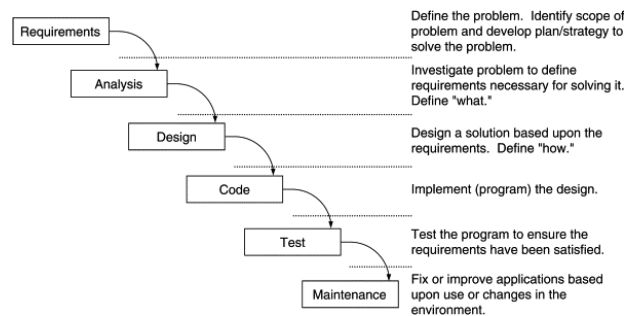 Requirements
Define the problem. Identify scope of
problem and develop plan/strategy to
solve the problem.
Analysis
Investigate problem to define
requirements necessary for solving it.
Define "what."
Design
Design a solution based upon the
requirements. Define "how."
Code
Implement (program) the design.
Test
Test the program to ensure the
requirements have been satisfied.
Maintenance
Fix or improve applications based
upon use or changes in the
environment.